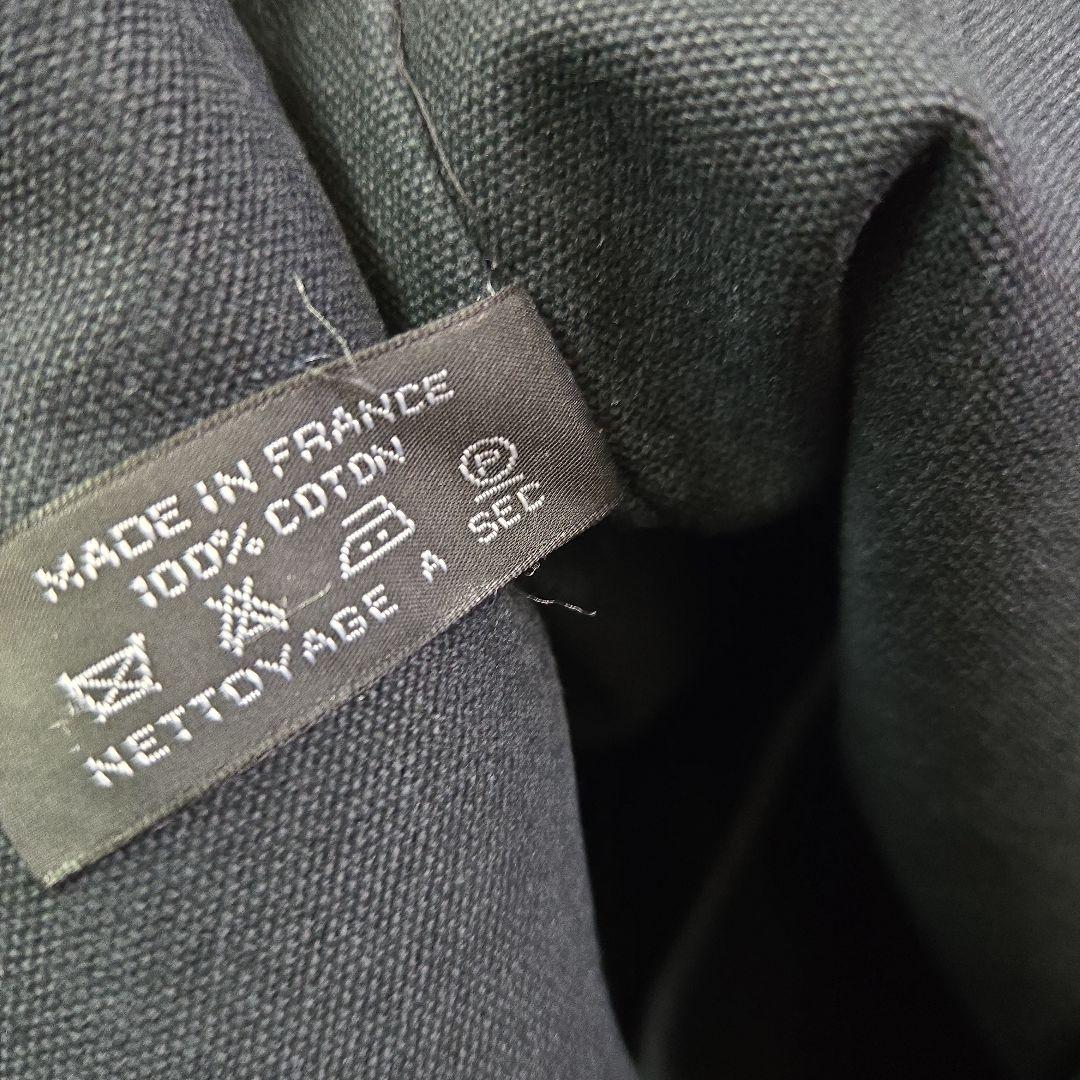 MADE IN FRANCE
100% COTON
P
NETTOYAGE A SEC